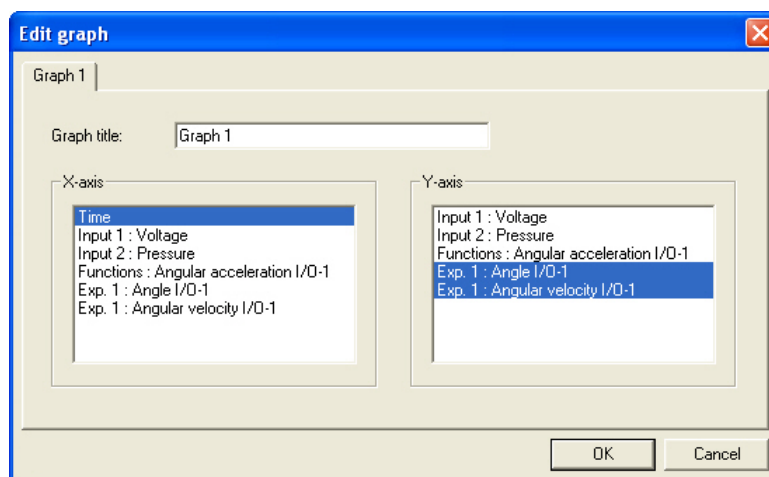 Edit graph
Graph 1
Graph title: Graph 1
X-axis
Time
Input 1 : Voltage
Input 2 : Pressure
Functions : Angular acceleration I/O-1
Exp. 1 : Angle I/O-1
Exp. 1 : Angular velocity I/O-1
Y-axis
Input 1 : Voltage
Input 2 : Pressure
Functions : Angular acceleration I/O-1
Exp. 1 : Angle I/O-1
Exp. 1 : Angular velocity I/O-1
OK Cancel